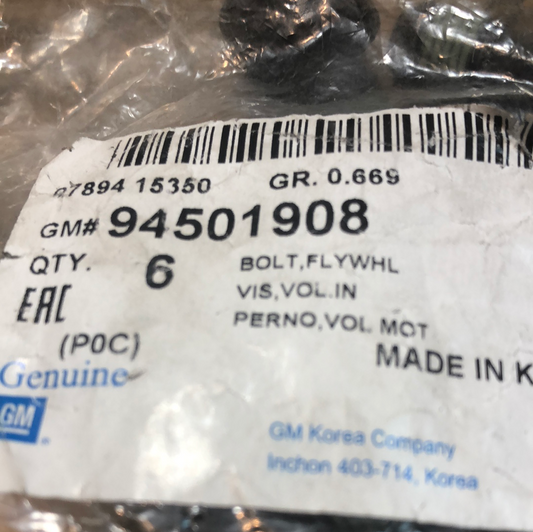 15350 GR. 0.669
GM# 94501908
QTY. 6 BOLT,FLYWHL
EAC VIS,VOL.IN
PERNO,VOL. MOT
(P0C) MADE IN K
Genuine
GM
GM Korea Company
Inchon 403-714, Korea